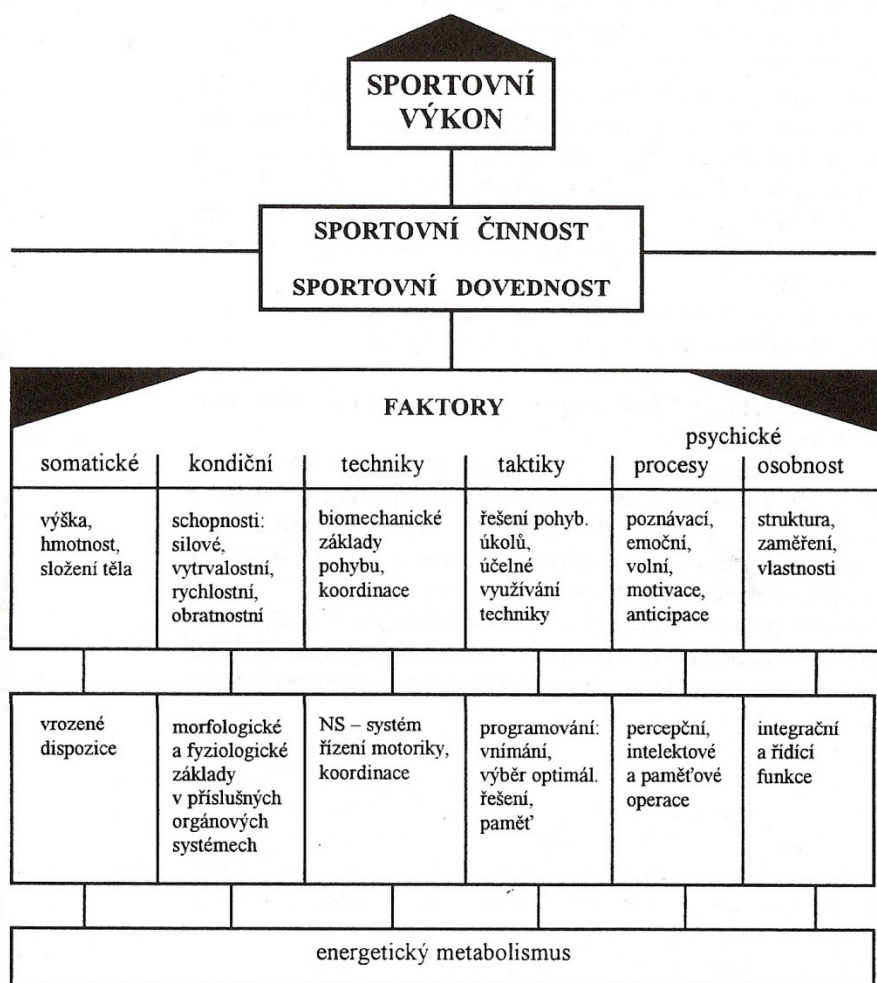 SPORTOVNÍ
VÝKON
SPORTOVNÍ ČINNOST
SPORTOVNÍ DOVEDNOST
FAKTORY
psychické
somatické
kondiční
techniky
taktiky
procesy
osobnost
výška,
hmotnost,
složení těla
schopnosti:
silové,
vytrvalostní,
rychlostní,
obratnostní
biomechanické
základy
pohybu,
koordinace
řešení pohyb.
úkolů,
účelné
využívání
techniky
poznávací,
emoční,
volní,
motivace,
anticipace
struktura,
zaměření,
vlastnosti
vrozené
dispozice
morfologické
a fyziologické
základy
v příslušných
orgánových
systémech
NS – systém
řízení motoriky,
koordinace
programování:
vnímání,
výběr optimál.
řešení,
paměť
percepční,
intelektové
a paměťové
operace
integrační
a řídící
funkce
energetický metabolismus